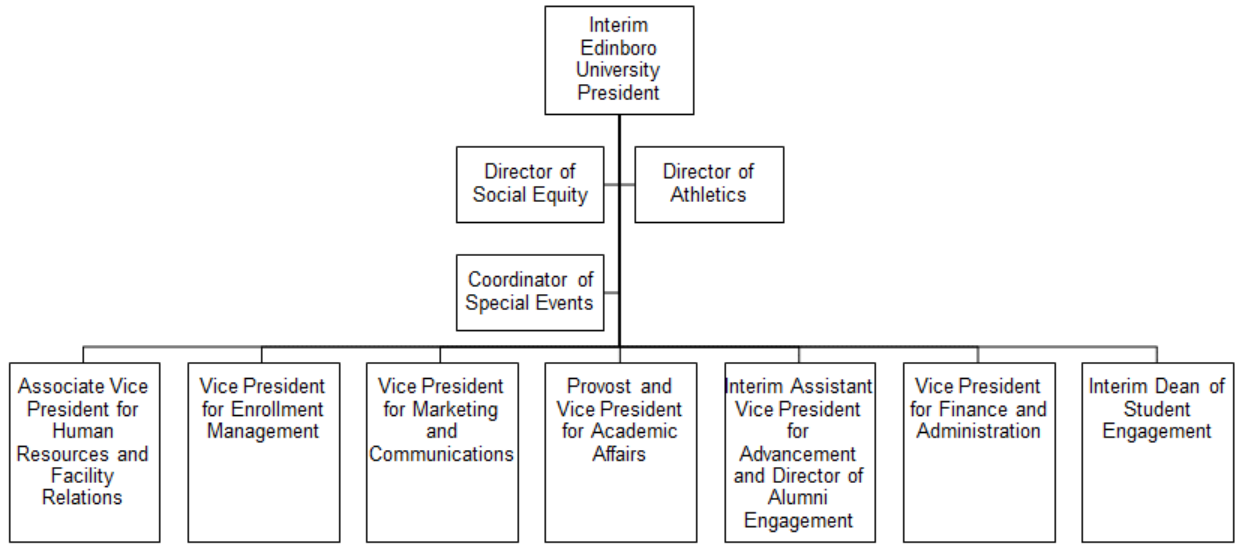 Interim
Edinboro
University
President
Director of
Social Equity
Director of
Athletics
Coordinator of
Special Events
Associate Vice
President for
Human
Resources and
Facility
Relations
Vice President
for Enrollment
Management
Vice President
for Marketing
and
Communications
Provost and
Vice President
for Academic
Affairs
Interim Assistant
Vice President
for
Advancement
and Director of
Alumni
Engagement
Vice President
for Finance and
Administration
Interim Dean of
Student
Engagement